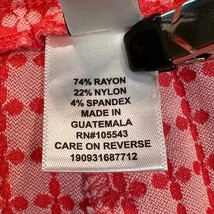 74% RAYON
22% NYLON
4% SPANDEX
MADE IN
GUATEMALA
RN#105543
CARE ON REVERSE
190931687712